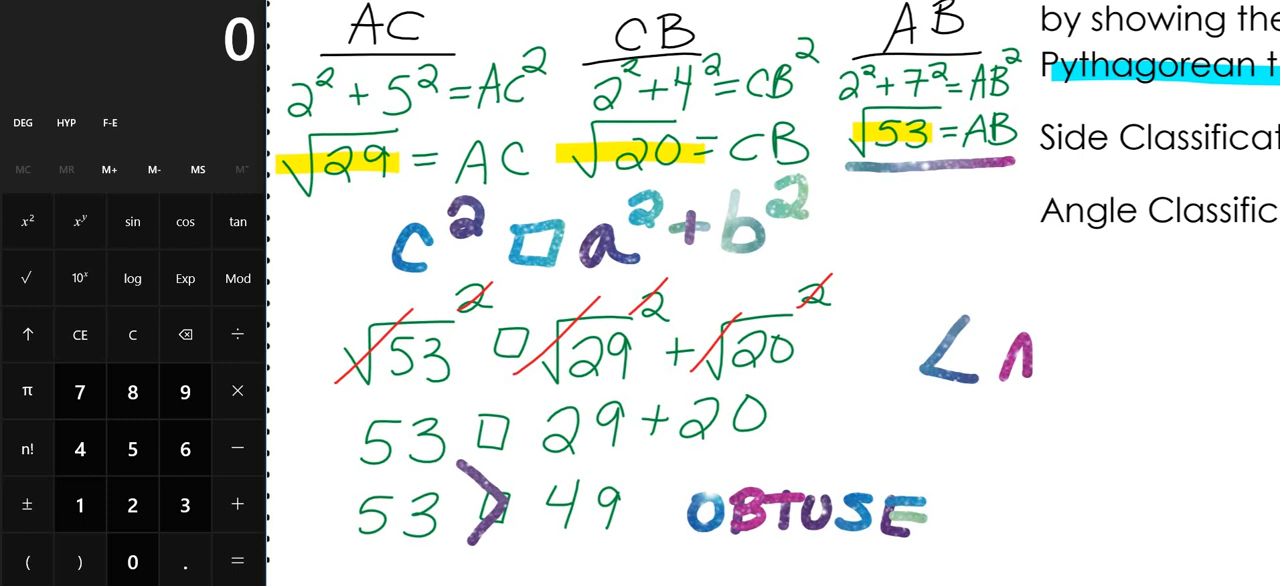 0
DEG HYP F-E
MC MR M+ M- MS M˅
x² xʸ sin cos tan
√ 10ˣ log Exp Mod
↑ CE C ⌫ ÷
π 7 8 9 ×
n! 4 5 6 −
± 1 2 3 +
( ) 0 . =
AC CB AB
2² + 5² = AC² 2² + 4² = CB² 2² + 7² = AB²
√29 = AC √20 = CB √53 = AB
c² □ a² + b²
√53² □ √29² + √20²
53 □ 29 + 20
53 > 49 OBTUSE
< A
by showing the
Pythagorean t
Side Classificat
Angle Classific